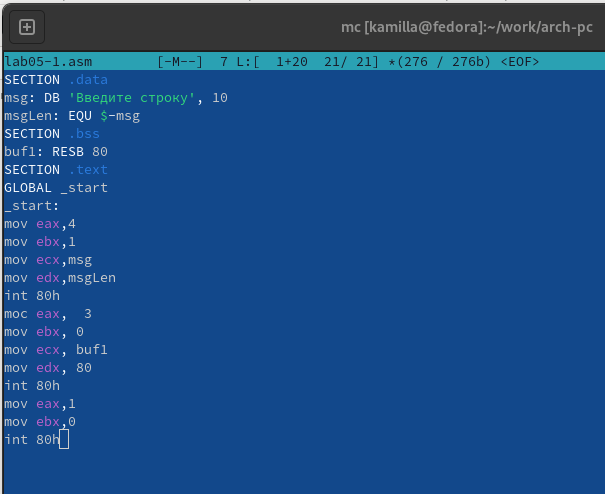 mc [kamilla@fedora]:~/work/arch-pc
lab05-1.asm [-M--] 7 L:[ 1+20 21/ 21] *(276 / 276b) <EOF>
SECTION .data
msg: DB 'Введите строку', 10
msgLen: EQU $-msg
SECTION .bss
buf1: RESB 80
SECTION .text
GLOBAL _start
_start:
mov eax,4
mov ebx,1
mov ecx,msg
mov edx,msgLen
int 80h
moc eax,  3
mov ebx, 0
mov ecx, buf1
mov edx, 80
int 80h
mov eax,1
mov ebx,0
int 80h